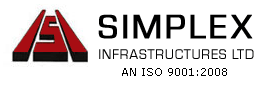 SIMPLEX
INFRASTRUCTURES LTD
AN ISO 9001:2008